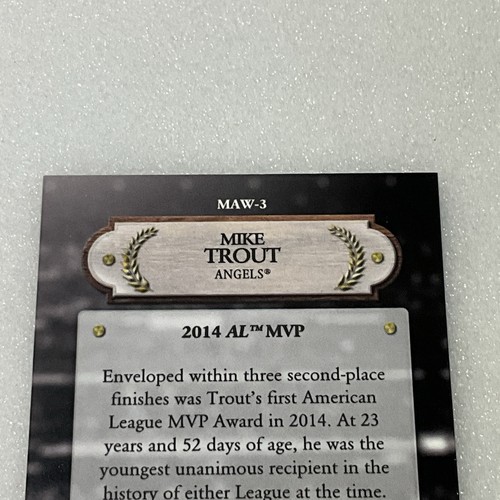 MAW-3
MIKE
TROUT
ANGELS®
2014 AL™ MVP
Enveloped within three second-place
finishes was Trout's first American
League MVP Award in 2014. At 23
years and 52 days of age, he was the
youngest unanimous recipient in the
history of either League at the time.